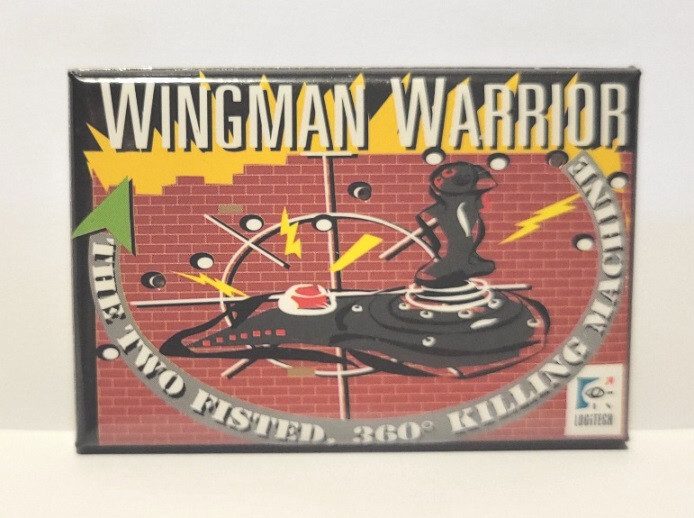 WINGMAN WARRIOR
THE TWO FISTED, 360° KILLING MACHINE
LOGITECH